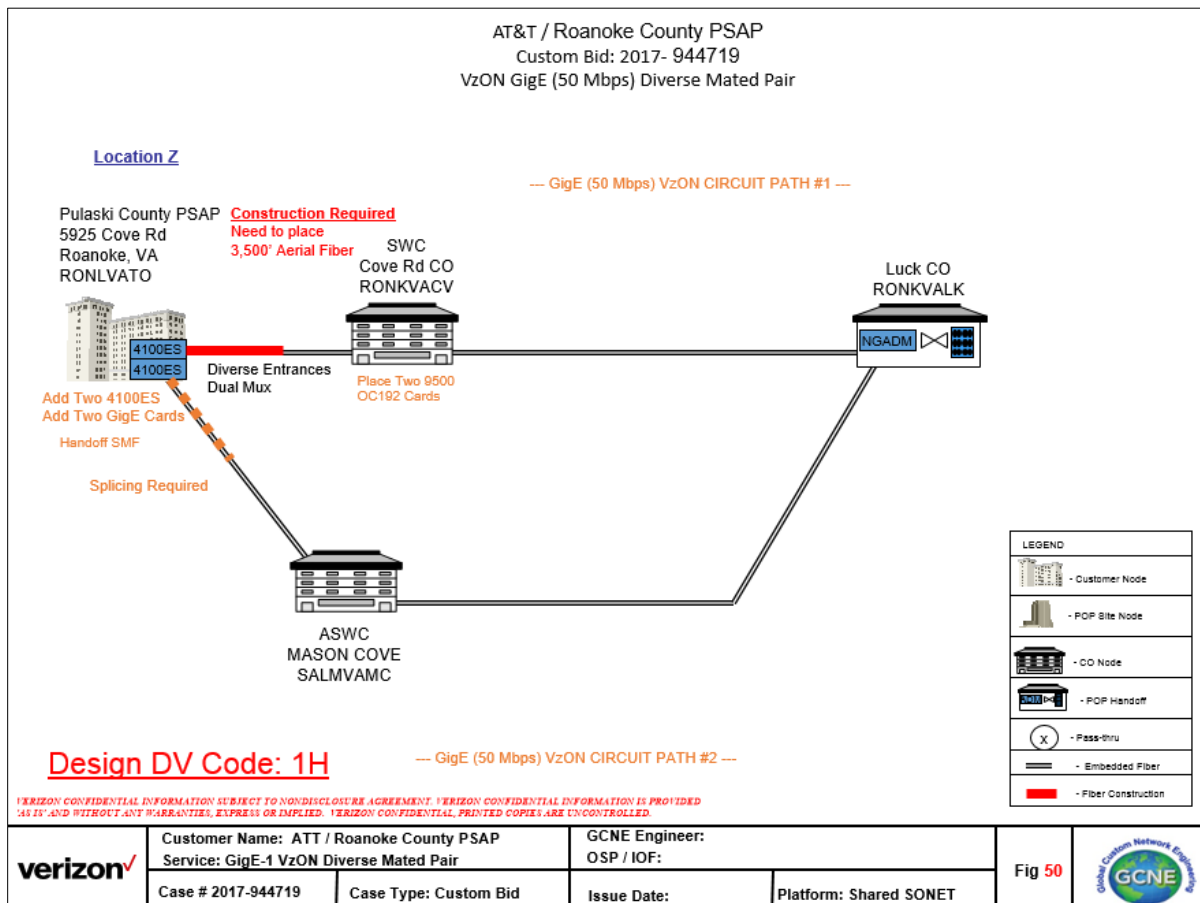 AT&T / Roanoke County PSAP
Custom Bid: 2017- 944719
VzON GigE (50 Mbps) Diverse Mated Pair
Location Z
--- GigE (50 Mbps) VzON CIRCUIT PATH #1 ---
Pulaski County PSAP
5925 Cove Rd
Roanoke, VA
RONLVATO
Construction Required
Need to place
3,500' Aerial Fiber
SWC
Cove Rd CO
RONKVACV
Luck CO
RONKVALK
4100ES
4100ES
NGADM
Diverse Entrances
Dual Mux
Place Two 9500
OC192 Cards
Add Two 4100ES
Add Two GigE Cards
Handoff SMF
Splicing Required
ASWC
MASON COVE
SALMVAMC
LEGEND
- Customer Node
- POP Site Node
- CO Node
- POP Handoff
X
- Pass-thru
- Embedded Fiber
- Fiber Construction
Design DV Code: 1H
--- GigE (50 Mbps) VzON CIRCUIT PATH #2 ---
VERIZON CONFIDENTIAL INFORMATION SUBJECT TO NONDISCLOSURE AGREEMENT. VERIZON CONFIDENTIAL INFORMATION IS PROVIDED
'AS IS' AND WITHOUT ANY WARRANTIES, EXPRESS OR IMPLIED. VERIZON CONFIDENTIAL, PRINTED COPIES ARE UNCONTROLLED.
verizon
Customer Name: ATT / Roanoke County PSAP
Service: GigE-1 VzON Diverse Mated Pair
GCNE Engineer:
OSP / IOF:
Fig 50
Case # 2017-944719
Case Type: Custom Bid
Issue Date:
Platform: Shared SONET
Global Custom Network Engineering
GCNE